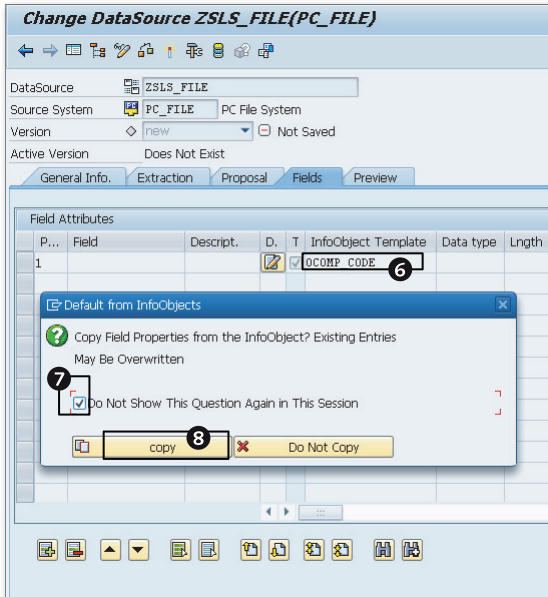 Change DataSource ZSLS_FILE(PC_FILE)
DataSource ZSLS_FILE
Source System PC_FILE PC File System
Version new Not Saved
Active Version Does Not Exist
General Info. Extraction Proposal Fields Preview
Field Attributes
P... Field Descript. D. T InfoObject Template Data type Lngth
1 0COMP_CODE
6
Default from InfoObjects
Copy Field Properties from the InfoObject? Existing Entries
May Be Overwritten
7
Do Not Show This Question Again in This Session
8
copy Do Not Copy